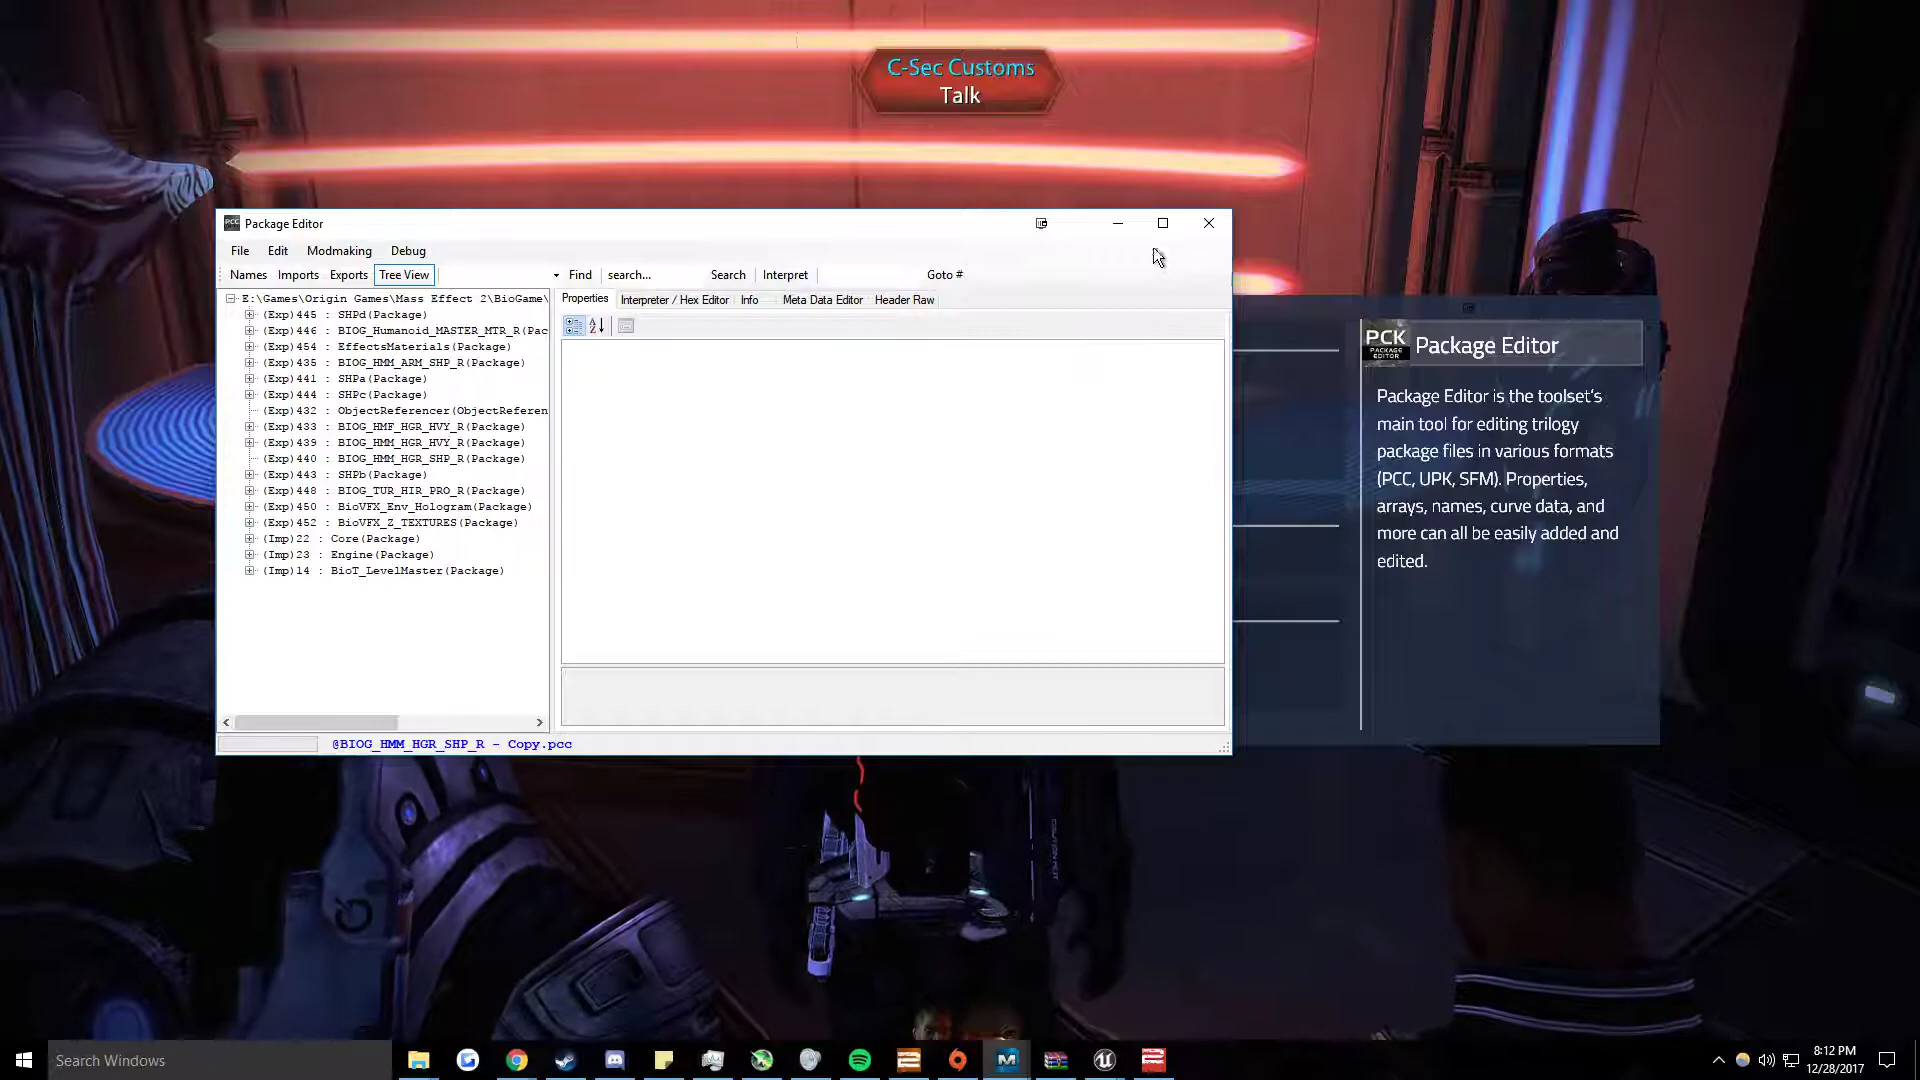 C-Sec Customs
Talk
PCC
Package Editor
File Edit Modmaking Debug
Names Imports Exports Tree View Find search... Search Interpret Goto #
E:\Games\Origin Games\Mass Effect 2\BioGame\
(Exp)445 : SHPd(Package)
(Exp)446 : BIOG_Humanoid_MASTER_MTR_R(Pac
(Exp)454 : EffectsMaterials(Package)
(Exp)435 : BIOG_HMM_ARM_SHP_R(Package)
(Exp)441 : SHPa(Package)
(Exp)444 : SHPc(Package)
(Exp)432 : ObjectReferencer(ObjectReferen
(Exp)433 : BIOG_HMF_HGR_HVY_R(Package)
(Exp)439 : BIOG_HMM_HGR_HVY_R(Package)
(Exp)440 : BIOG_HMM_HGR_SHP_R(Package)
(Exp)443 : SHPb(Package)
(Exp)448 : BIOG_TUR_HIR_PRO_R(Package)
(Exp)450 : BioVFX_Env_Hologram(Package)
(Exp)452 : BioVFX_Z_TEXTURES(Package)
(Imp)22 : Core(Package)
(Imp)23 : Engine(Package)
(Imp)14 : BioT_LevelMaster(Package)
Properties Interpreter / Hex Editor Info Meta Data Editor Header Raw
@BIOG_HMM_HGR_SHP_R - Copy.pcc
PCK
PACKAGE
EDITOR
Package Editor
Package Editor is the toolset's
main tool for editing trilogy
package files in various formats
(PCC, UPK, SFM). Properties,
arrays, names, curve data, and
more can all be easily added and
edited.
Search Windows
8:12 PM
12/28/2017